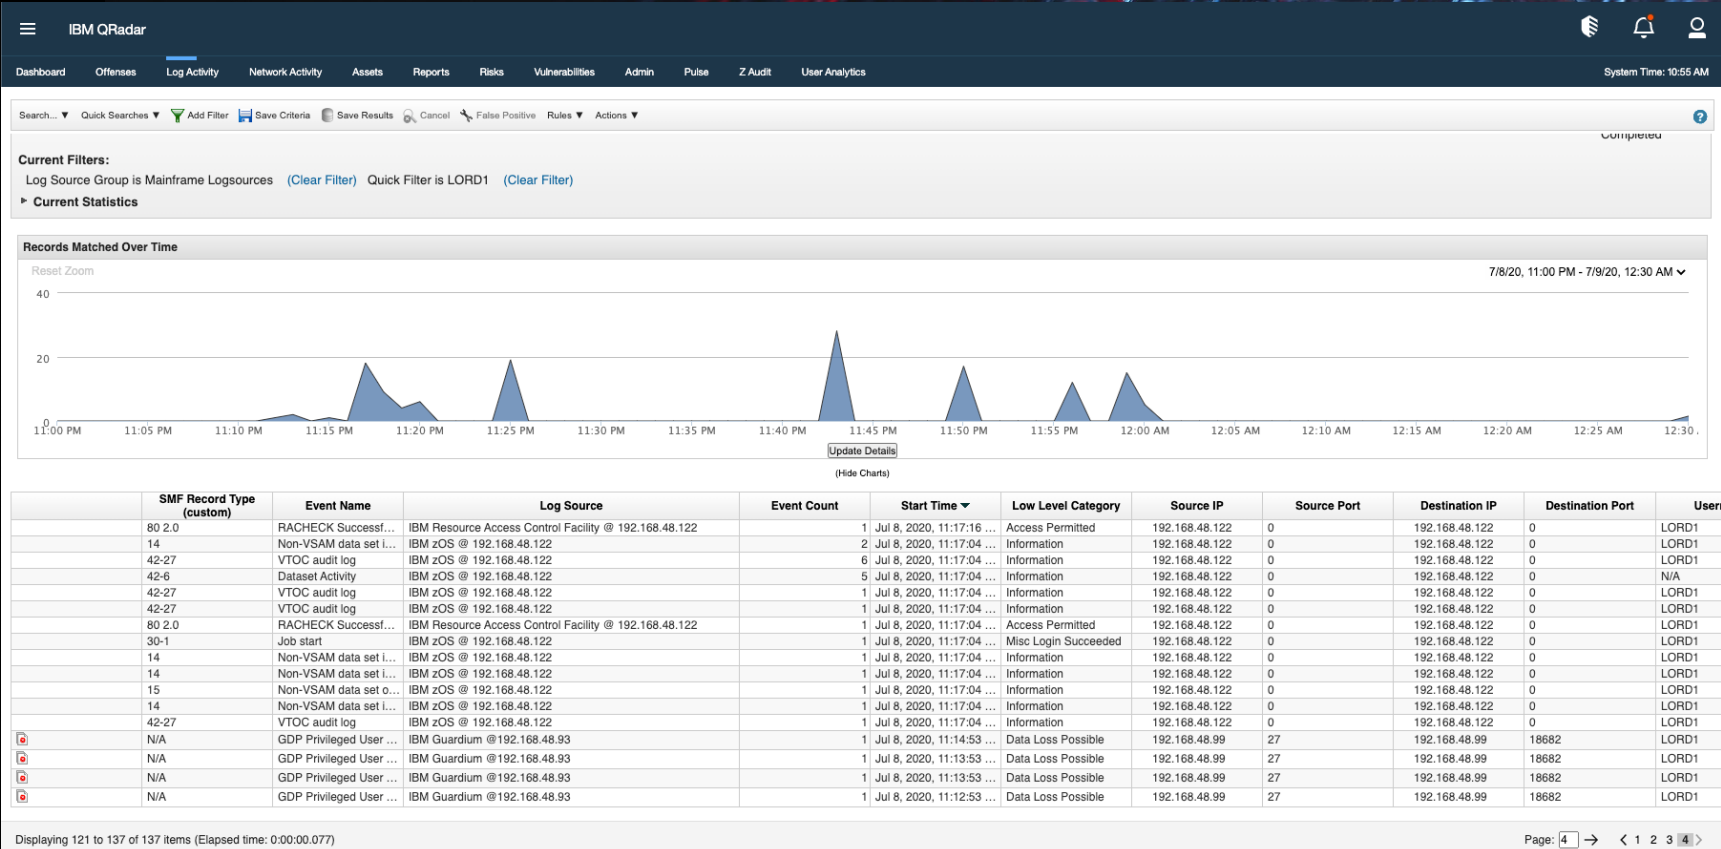 IBM QRadar
Dashboard Offenses Log Activity Network Activity Assets Reports Risks Vulnerabilities Admin Pulse Z Audit User Analytics System Time: 10:55 AM
Search... ▼ Quick Searches ▼ Add Filter Save Criteria Save Results Cancel False Positive Rules ▼ Actions ▼ ?
Completed
Current Filters:
Log Source Group is Mainframe Logsources (Clear Filter) Quick Filter is LORD1 (Clear Filter)
Current Statistics
Records Matched Over Time
Reset Zoom 7/8/20, 11:00 PM - 7/9/20, 12:30 AM
40
20
0
11:00 PM 11:05 PM 11:10 PM 11:15 PM 11:20 PM 11:25 PM 11:30 PM 11:35 PM 11:40 PM 11:45 PM 11:50 PM 11:55 PM 12:00 AM 12:05 AM 12:10 AM 12:15 AM 12:20 AM 12:25 AM 12:30 .
Update Details
(Hide Charts)
SMF Record Type (custom) Event Name Log Source Event Count Start Time Low Level Category Source IP Source Port Destination IP Destination Port Usern
80 2.0 RACHECK Successf... IBM Resource Access Control Facility @ 192.168.48.122 1 Jul 8, 2020, 11:17:16 ... Access Permitted 192.168.48.122 0 192.168.48.122 0 LORD1
14 Non-VSAM data set i... IBM zOS @ 192.168.48.122 2 Jul 8, 2020, 11:17:04 ... Information 192.168.48.122 0 192.168.48.122 0 LORD1
42-27 VTOC audit log IBM zOS @ 192.168.48.122 6 Jul 8, 2020, 11:17:04 ... Information 192.168.48.122 0 192.168.48.122 0 LORD1
42-6 Dataset Activity IBM zOS @ 192.168.48.122 5 Jul 8, 2020, 11:17:04 ... Information 192.168.48.122 0 192.168.48.122 0 N/A
42-27 VTOC audit log IBM zOS @ 192.168.48.122 1 Jul 8, 2020, 11:17:04 ... Information 192.168.48.122 0 192.168.48.122 0 LORD1
42-27 VTOC audit log IBM zOS @ 192.168.48.122 1 Jul 8, 2020, 11:17:04 ... Information 192.168.48.122 0 192.168.48.122 0 LORD1
80 2.0 RACHECK Successf... IBM Resource Access Control Facility @ 192.168.48.122 1 Jul 8, 2020, 11:17:04 ... Access Permitted 192.168.48.122 0 192.168.48.122 0 LORD1
30-1 Job start IBM zOS @ 192.168.48.122 1 Jul 8, 2020, 11:17:04 ... Misc Login Succeeded 192.168.48.122 0 192.168.48.122 0 LORD1
14 Non-VSAM data set i... IBM zOS @ 192.168.48.122 1 Jul 8, 2020, 11:17:04 ... Information 192.168.48.122 0 192.168.48.122 0 LORD1
14 Non-VSAM data set i... IBM zOS @ 192.168.48.122 1 Jul 8, 2020, 11:17:04 ... Information 192.168.48.122 0 192.168.48.122 0 LORD1
15 Non-VSAM data set o... IBM zOS @ 192.168.48.122 1 Jul 8, 2020, 11:17:04 ... Information 192.168.48.122 0 192.168.48.122 0 LORD1
14 Non-VSAM data set i... IBM zOS @ 192.168.48.122 1 Jul 8, 2020, 11:17:04 ... Information 192.168.48.122 0 192.168.48.122 0 LORD1
42-27 VTOC audit log IBM zOS @ 192.168.48.122 1 Jul 8, 2020, 11:17:04 ... Information 192.168.48.122 0 192.168.48.122 0 LORD1
N/A GDP Privileged User ... IBM Guardium @192.168.48.93 1 Jul 8, 2020, 11:14:53 ... Data Loss Possible 192.168.48.99 27 192.168.48.99 18682 LORD1
N/A GDP Privileged User ... IBM Guardium @192.168.48.93 1 Jul 8, 2020, 11:13:53 ... Data Loss Possible 192.168.48.99 27 192.168.48.99 18682 LORD1
N/A GDP Privileged User ... IBM Guardium @192.168.48.93 1 Jul 8, 2020, 11:13:53 ... Data Loss Possible 192.168.48.99 27 192.168.48.99 18682 LORD1
N/A GDP Privileged User ... IBM Guardium @192.168.48.93 1 Jul 8, 2020, 11:12:53 ... Data Loss Possible 192.168.48.99 27 192.168.48.99 18682 LORD1
Displaying 121 to 137 of 137 items (Elapsed time: 0:00:00.077) Page: 4 → < 1 2 3 4 >